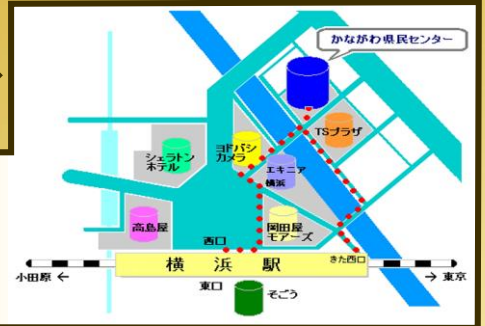 かながわ県民センター
TSプラザ
ヨドバシ
カメラ
シェラトン
ホテル
エキニア
横浜
高島屋
岡田屋
モアーズ
西口
きた西口
横浜駅
小田原 ←
→ 東京
東口
そごう